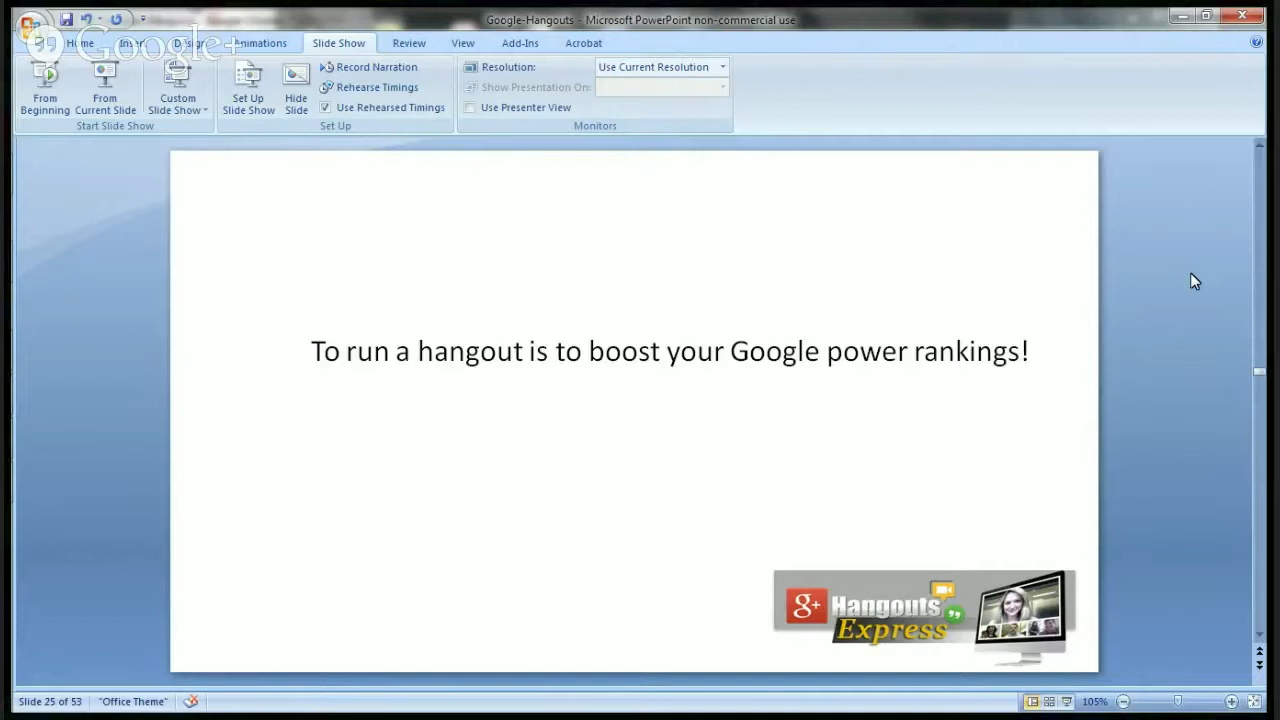 Google-Hangouts - Microsoft PowerPoint non-commercial use
Google+
Home Insert Design Animations Slide Show Review View Add-Ins Acrobat
From Beginning
From Current Slide
Custom Slide Show
Start Slide Show
Set Up Slide Show
Hide Slide
Record Narration
Rehearse Timings
Use Rehearsed Timings
Set Up
Resolution: Use Current Resolution
Show Presentation On:
Use Presenter View
Monitors
To run a hangout is to boost your Google power rankings!
g+ Hangouts
Express
Slide 25 of 53 "Office Theme" 105%